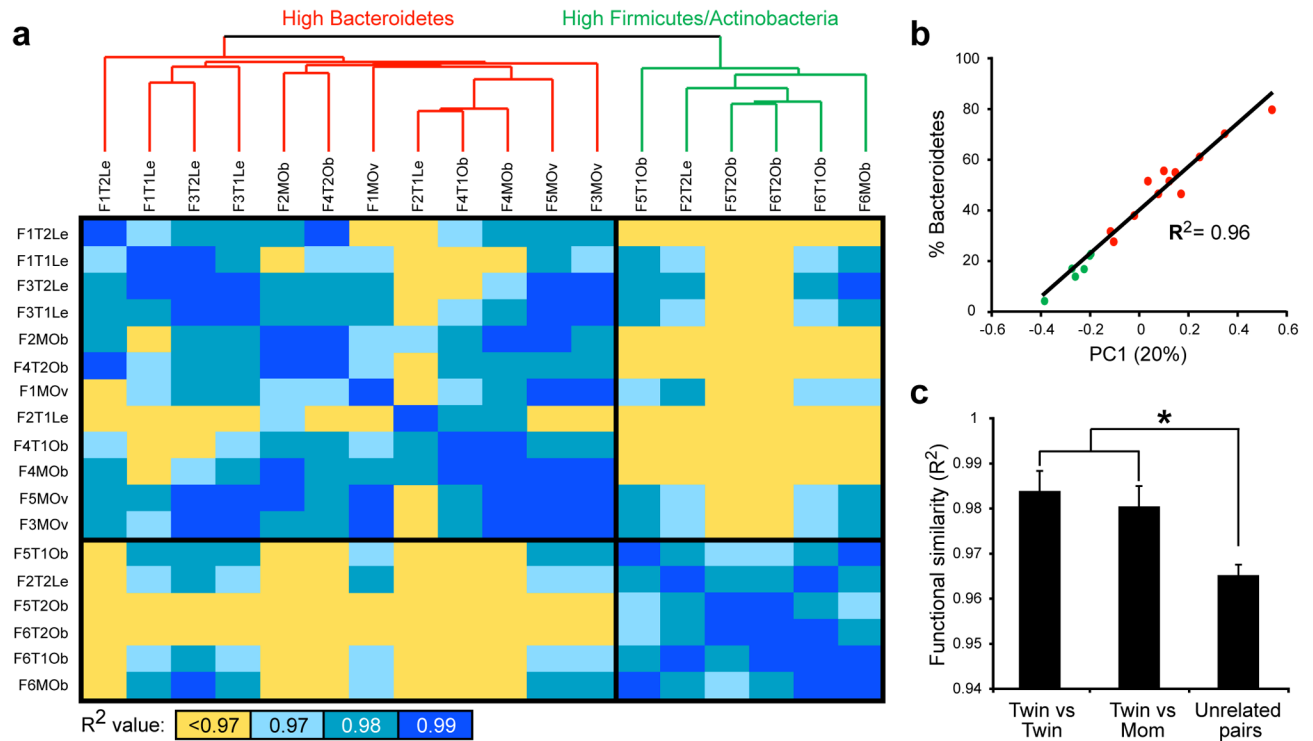 a
High Bacteroidetes
High Firmicutes/Actinobacteria
F1T2Le
F1T1Le
F3T2Le
F3T1Le
F2MOb
F4T2Ob
F1MOv
F2T1Le
F4T1Ob
F4MOb
F5MOv
F3MOv
F5T1Ob
F2T2Le
F5T2Ob
F6T2Ob
F6T1Ob
F6MOb
F1T2Le
F1T1Le
F3T2Le
F3T1Le
F2MOb
F4T2Ob
F1MOv
F2T1Le
F4T1Ob
F4MOb
F5MOv
F3MOv
F5T1Ob
F2T2Le
F5T2Ob
F6T2Ob
F6T1Ob
F6MOb
R2 value: <0.97 0.97 0.98 0.99
b
% Bacteroidetes
100
80
60
40
20
0
R2= 0.96
-0.6 -0.4 -0.2 0 0.2 0.4 0.6
PC1 (20%)
c
Functional similarity (R2)
1
0.99
0.98
0.97
0.96
0.95
0.94
*
Twin vs
Twin
Twin vs
Mom
Unrelated
pairs